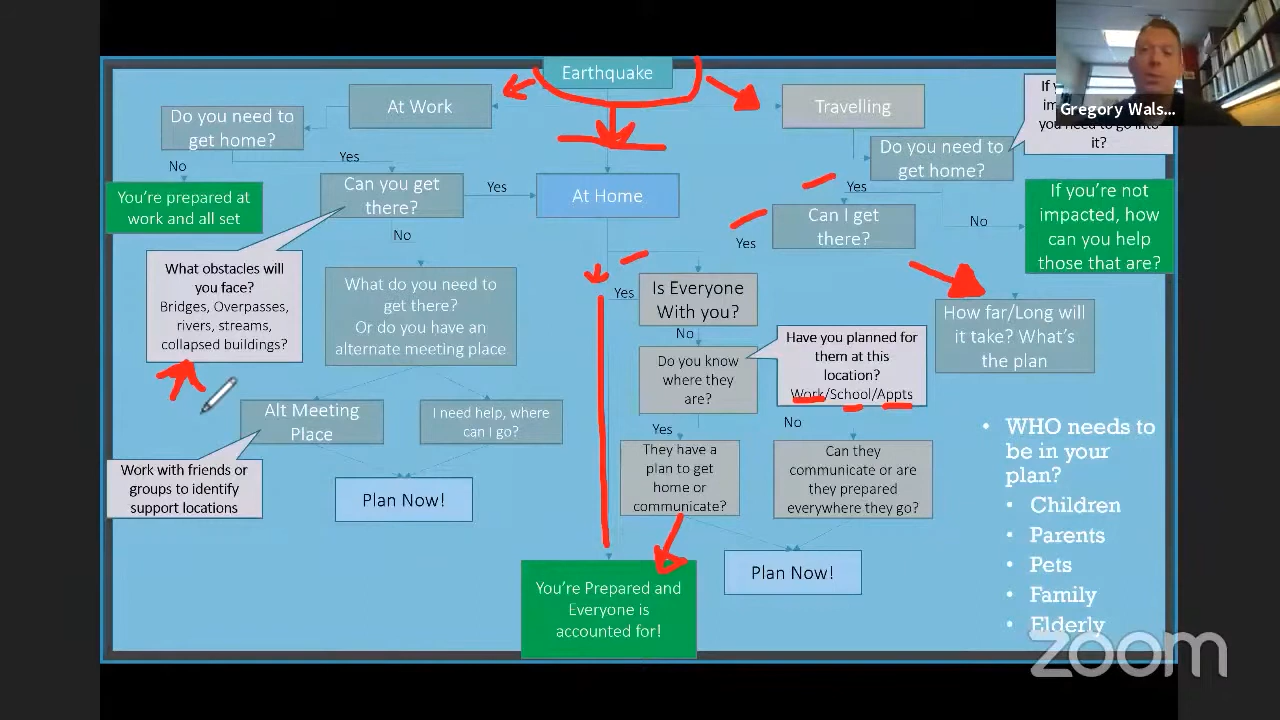 Earthquake
At Work
Do you need to
get home?
No
Yes
You're prepared at
work and all set
Can you get
there?
Yes
No
What obstacles will
you face?
Bridges, Overpasses,
rivers, streams,
collapsed buildings?
What do you need to
get there?
Or do you have an
alternate meeting place
Alt Meeting
Place
I need help, where
can I go?
Work with friends or
groups to identify
support locations
Plan Now!
At Home
Yes
Is Everyone
With you?
No
Do you know
where they
are?
Have you planned for
them at this
location?
Work/School/Appts
Yes
No
They have a
plan to get
home or
communicate?
Can they
communicate or are
they prepared
everywhere they go?
Plan Now!
You're Prepared and
Everyone is
accounted for!
Travelling
Do you need to
get home?
you need to go into
it?
Yes
No
Can I get
there?
Yes
If you're not
impacted, how
can you help
those that are?
How far/Long will
it take? What's
the plan
• WHO needs to
be in your
plan?
• Children
• Parents
• Pets
• Family
• Elderly
Gregory Wals...
zoom